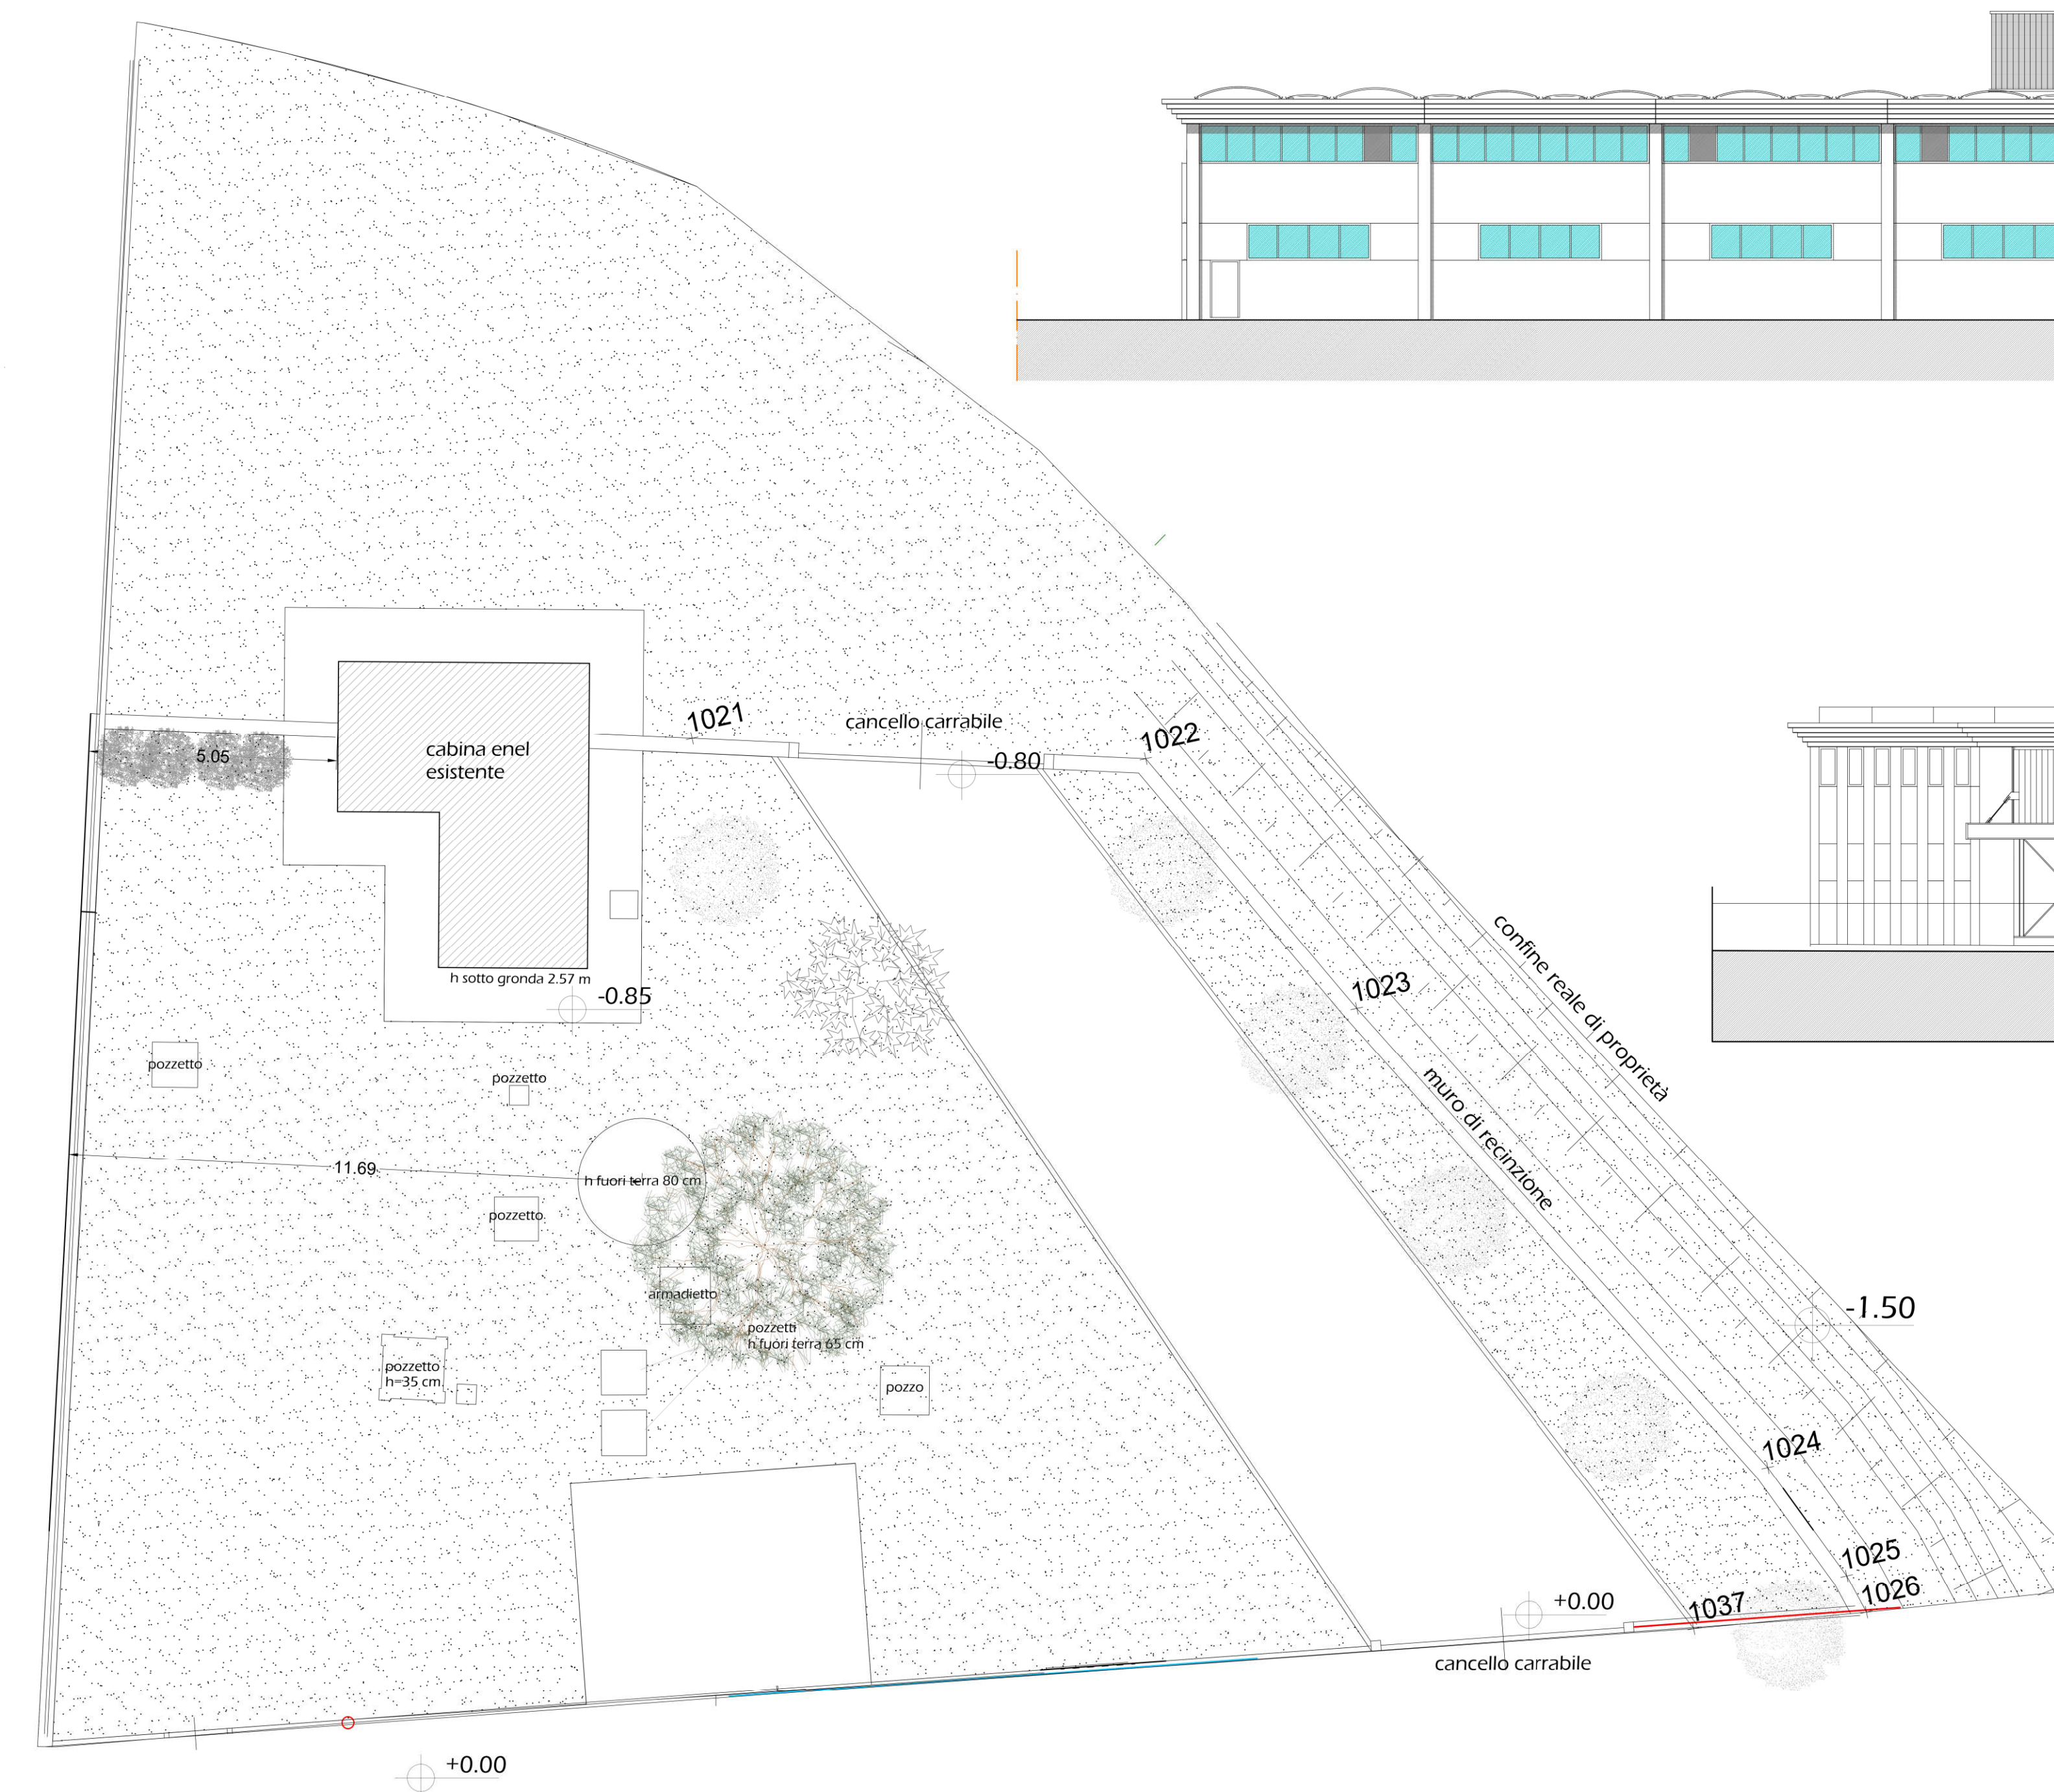 1021
cancello carrabile
1022
-0.80
5.05
cabina enel
esistente
h sotto gronda 2.57 m
-0.85
1023
confine reale di proprietà
muro di recinzione
pozzetto
pozzetto
11.69
h fuori terra 80 cm
pozzetto
armadietto
-1.50
pozzetti
h fuori terra 65 cm
pozzetto
h=35 cm
pozzo
1024
1025
1026
1037
+0.00
cancello carrabile
+0.00